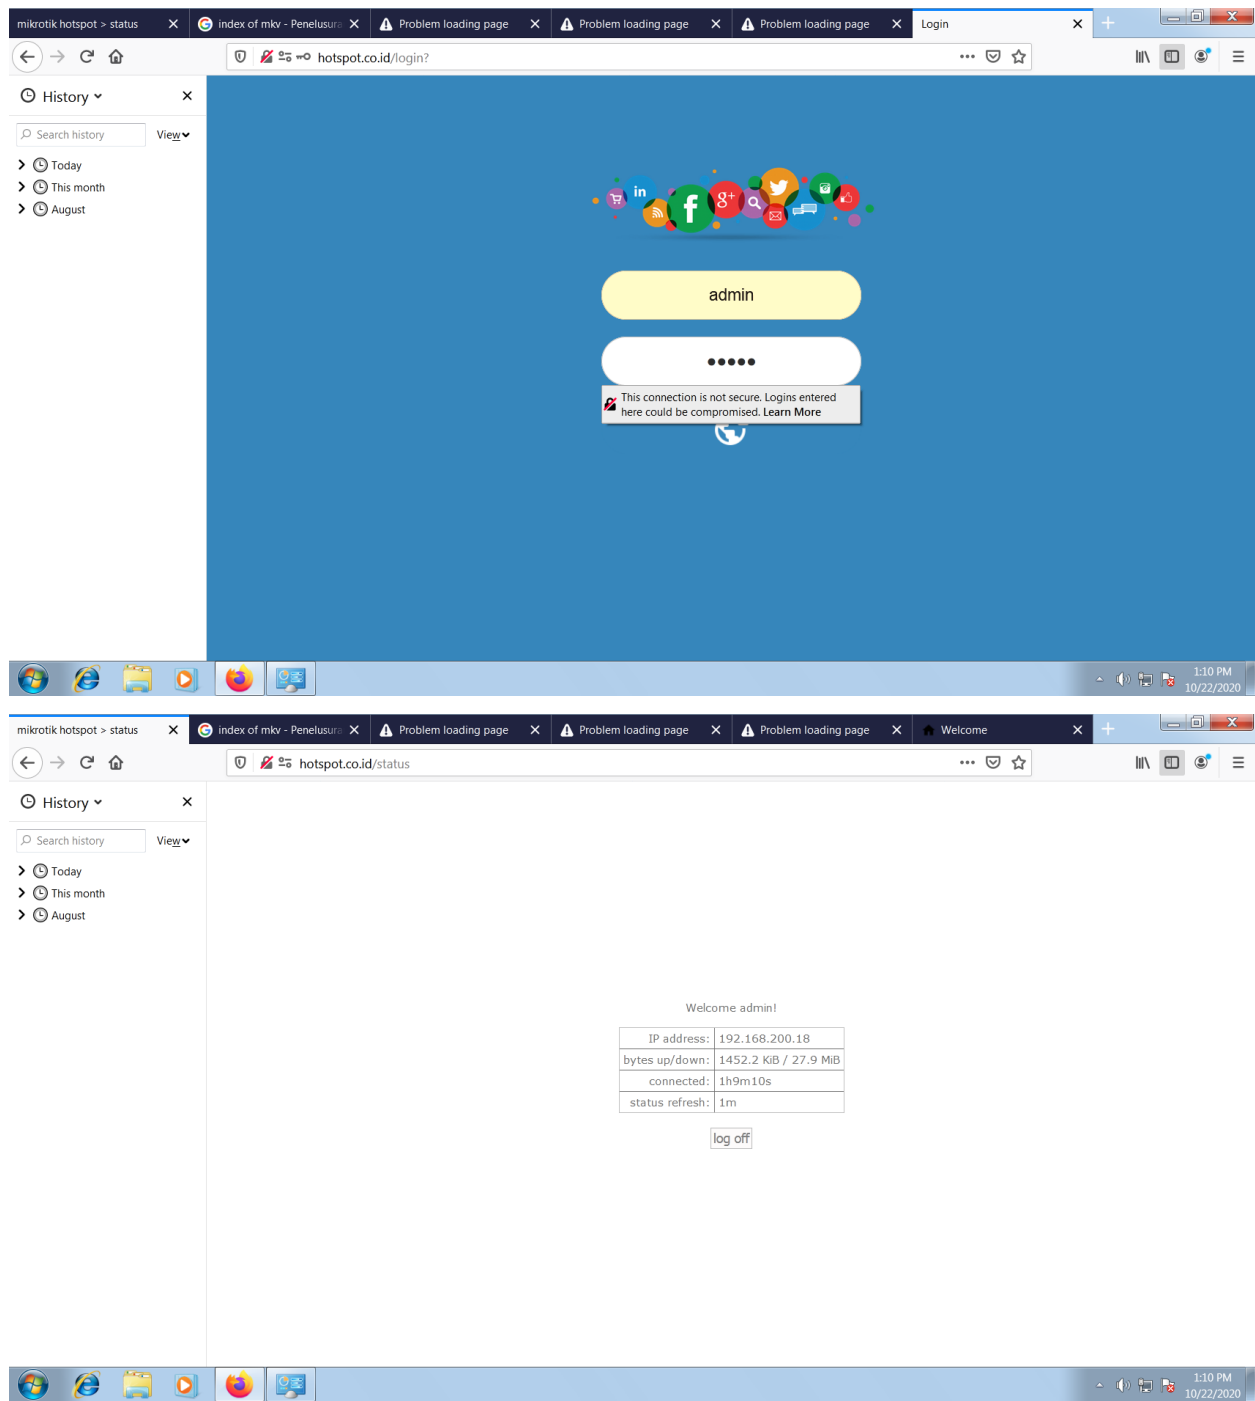 mikrotik hotspot > status
index of mkv - Penelusura
Problem loading page
Problem loading page
Problem loading page
Login
hotspot.co.id/login?
History
Search history
View
Today
This month
August
in
f
g+
admin
•••••
This connection is not secure. Logins entered
here could be compromised. Learn More
1:10 PM
10/22/2020
mikrotik hotspot > status
index of mkv - Penelusura
Problem loading page
Problem loading page
Problem loading page
Welcome
hotspot.co.id/status
History
Search history
View
Today
This month
August
Welcome admin!
IP address: 192.168.200.18
bytes up/down: 1452.2 KiB / 27.9 MiB
connected: 1h9m10s
status refresh: 1m
log off
1:10 PM
10/22/2020